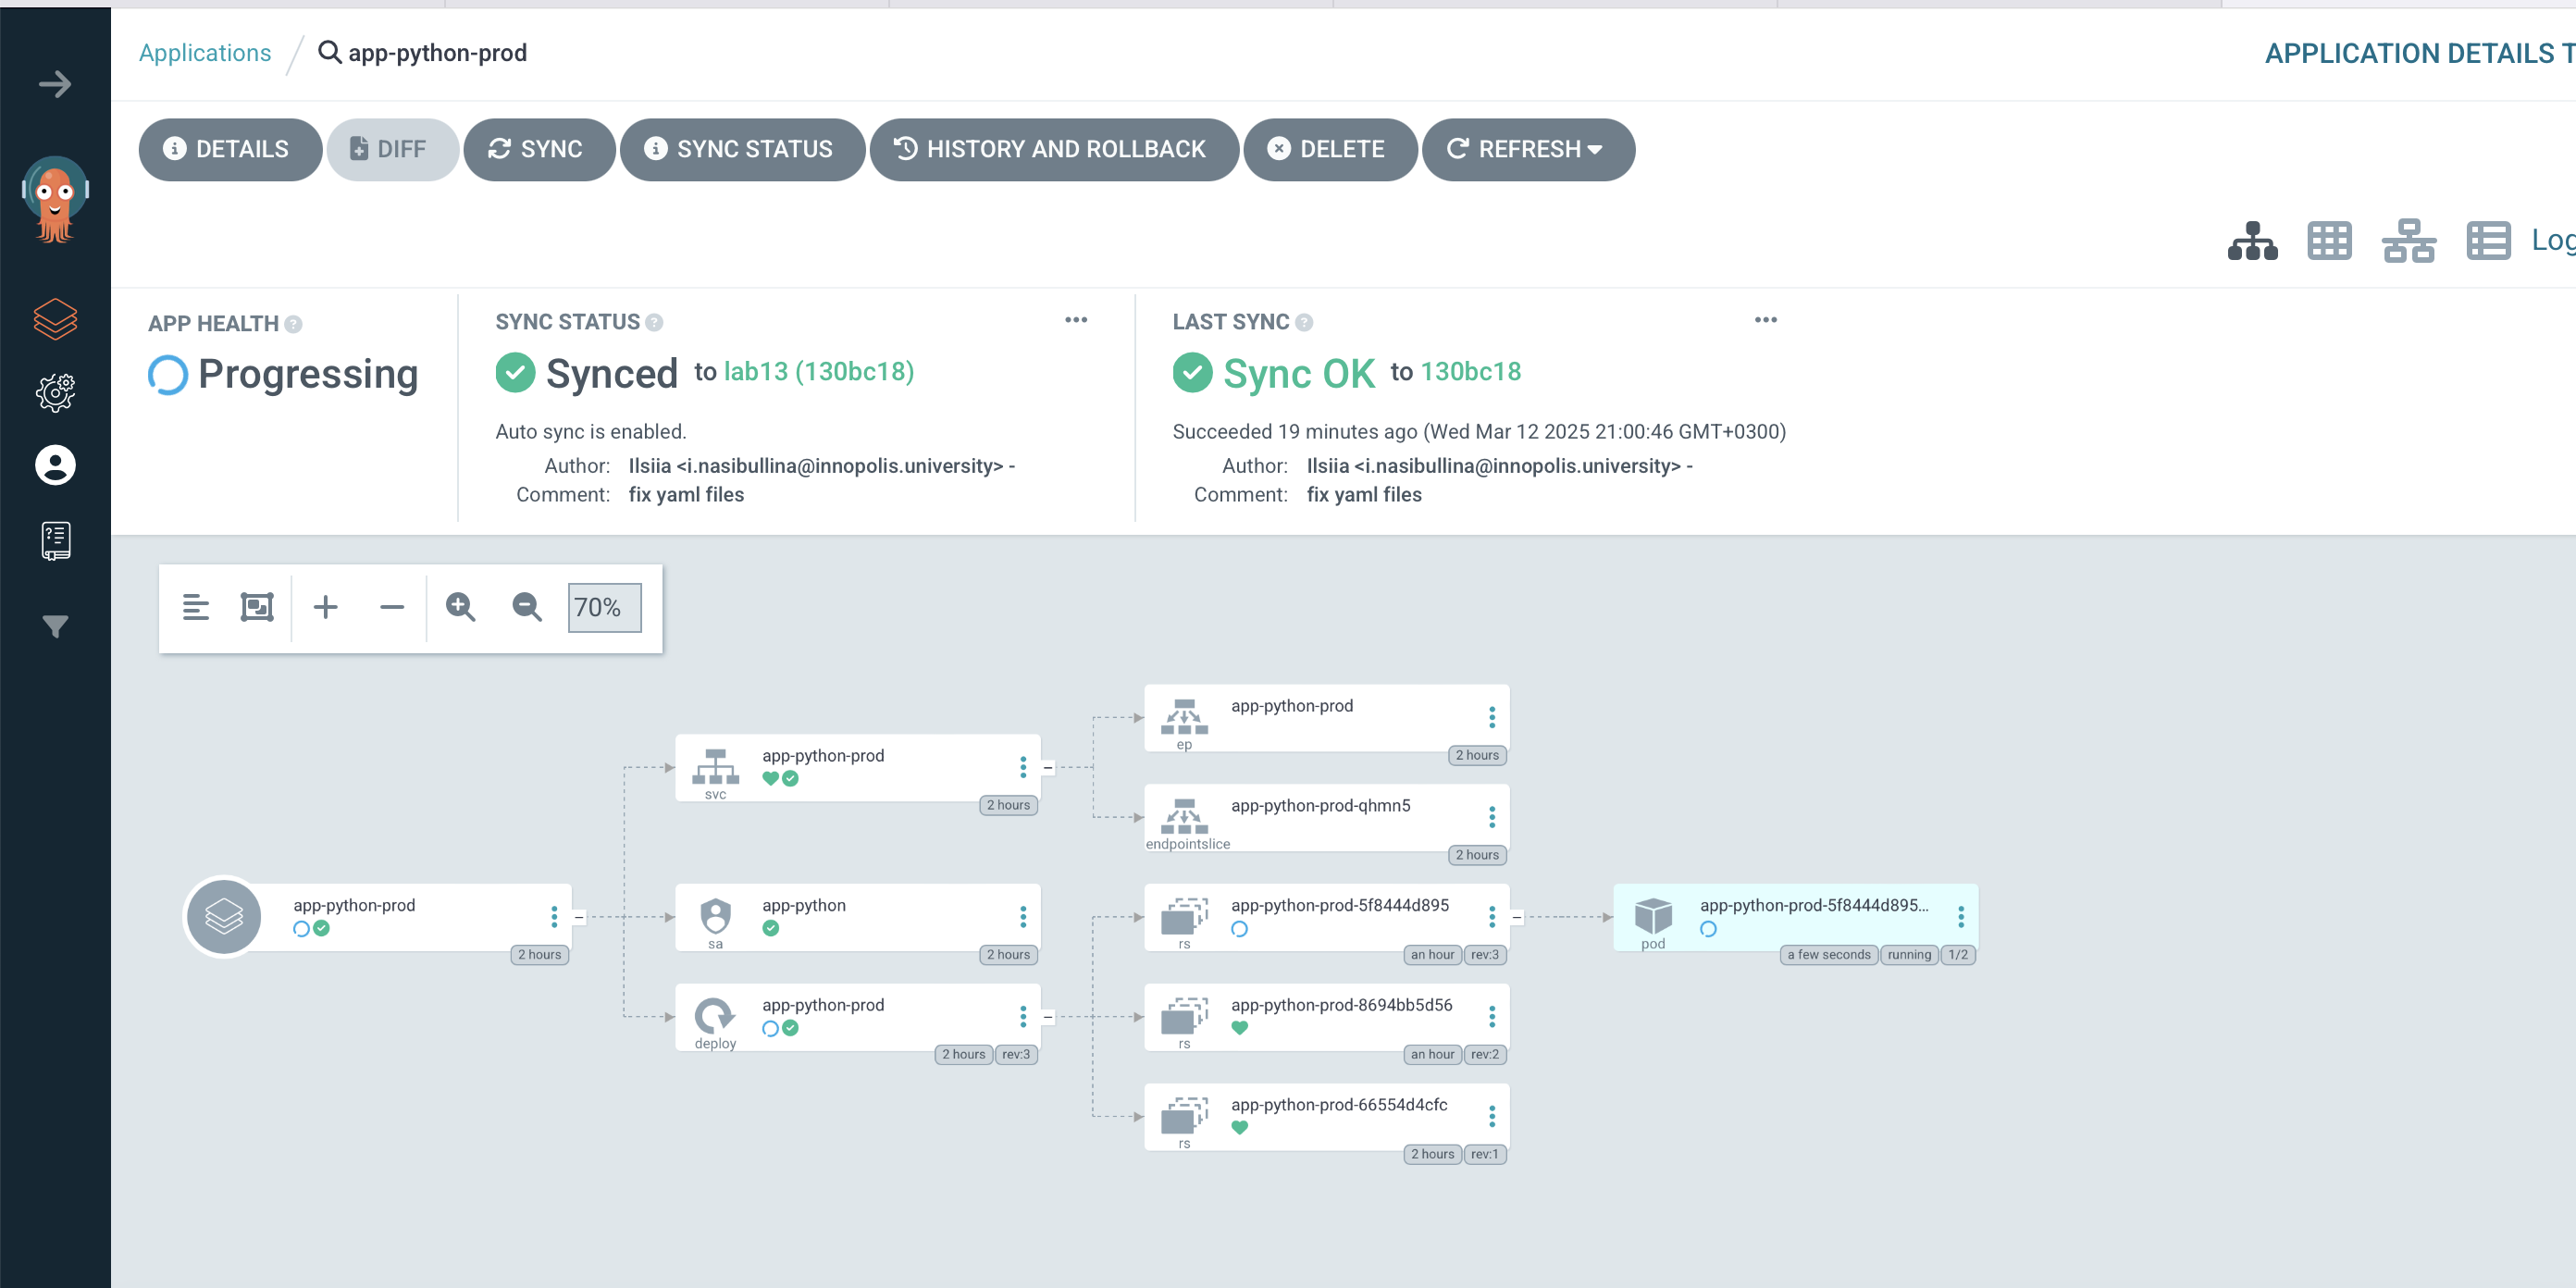 Applications
app-python-prod
APPLICATION DETAILS T
DETAILS
DIFF
SYNC
SYNC STATUS
HISTORY AND ROLLBACK
DELETE
REFRESH
Log
APP HEALTH
Progressing
SYNC STATUS
Synced to lab13 (130bc18)
Auto sync is enabled.
Author: Ilsiia <i.nasibullina@innopolis.university> -
Comment: fix yaml files
LAST SYNC
Sync OK to 130bc18
Succeeded 19 minutes ago (Wed Mar 12 2025 21:00:46 GMT+0300)
Author: Ilsiia <i.nasibullina@innopolis.university> -
Comment: fix yaml files
70%
app-python-prod
2 hours
app-python-prod
svc
2 hours
app-python
sa
2 hours
app-python-prod
deploy
2 hours rev:3
app-python-prod
ep
2 hours
app-python-prod-qhmn5
endpointslice
2 hours
app-python-prod-5f8444d895
rs
an hour rev:3
app-python-prod-8694bb5d56
rs
an hour rev:2
app-python-prod-66554d4cfc
rs
2 hours rev:1
app-python-prod-5f8444d895...
pod
a few seconds running 1/2